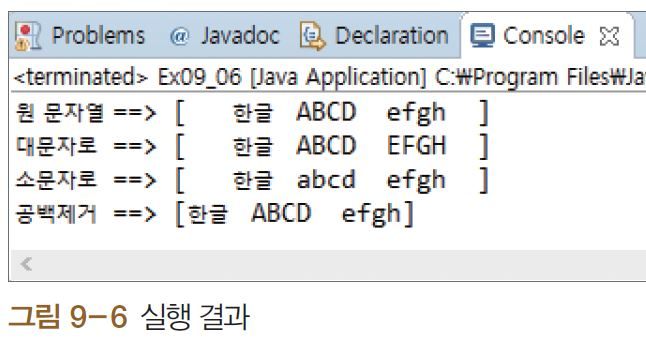 Problems @ Javadoc Declaration Console
<terminated> Ex09_06 [Java Application] C:₩Program Files₩Ja
원 문자열 ==> [   한글  ABCD  efgh  ]
대문자로 ==> [   한글  ABCD  EFGH  ]
소문자로 ==> [   한글  abcd  efgh  ]
공백제거 ==> [한글  ABCD  efgh]
그림 9-6 실행 결과